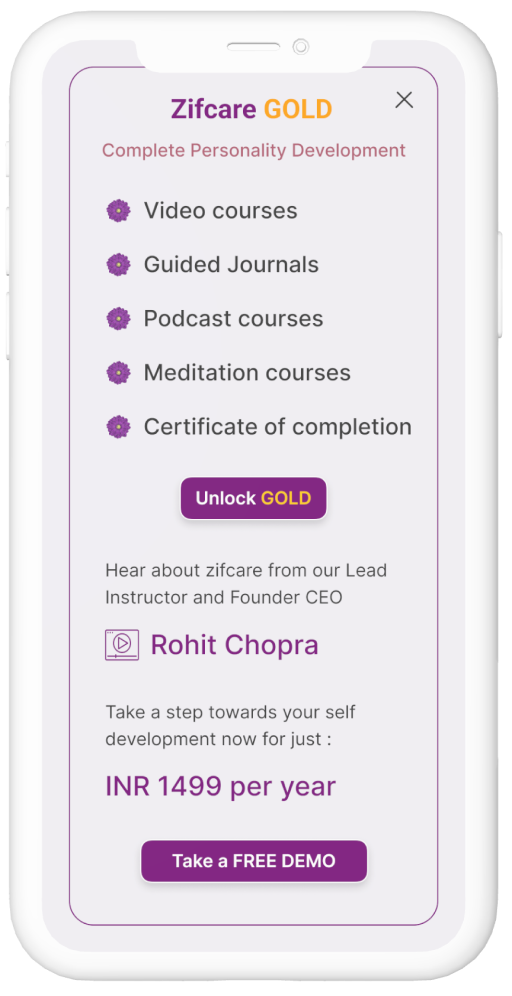 Zifcare GOLD
Complete Personality Development
Video courses
Guided Journals
Podcast courses
Meditation courses
Certificate of completion
Unlock GOLD
Hear about zifcare from our Lead
Instructor and Founder CEO
Rohit Chopra
Take a step towards your self
development now for just :
INR 1499 per year
Take a FREE DEMO